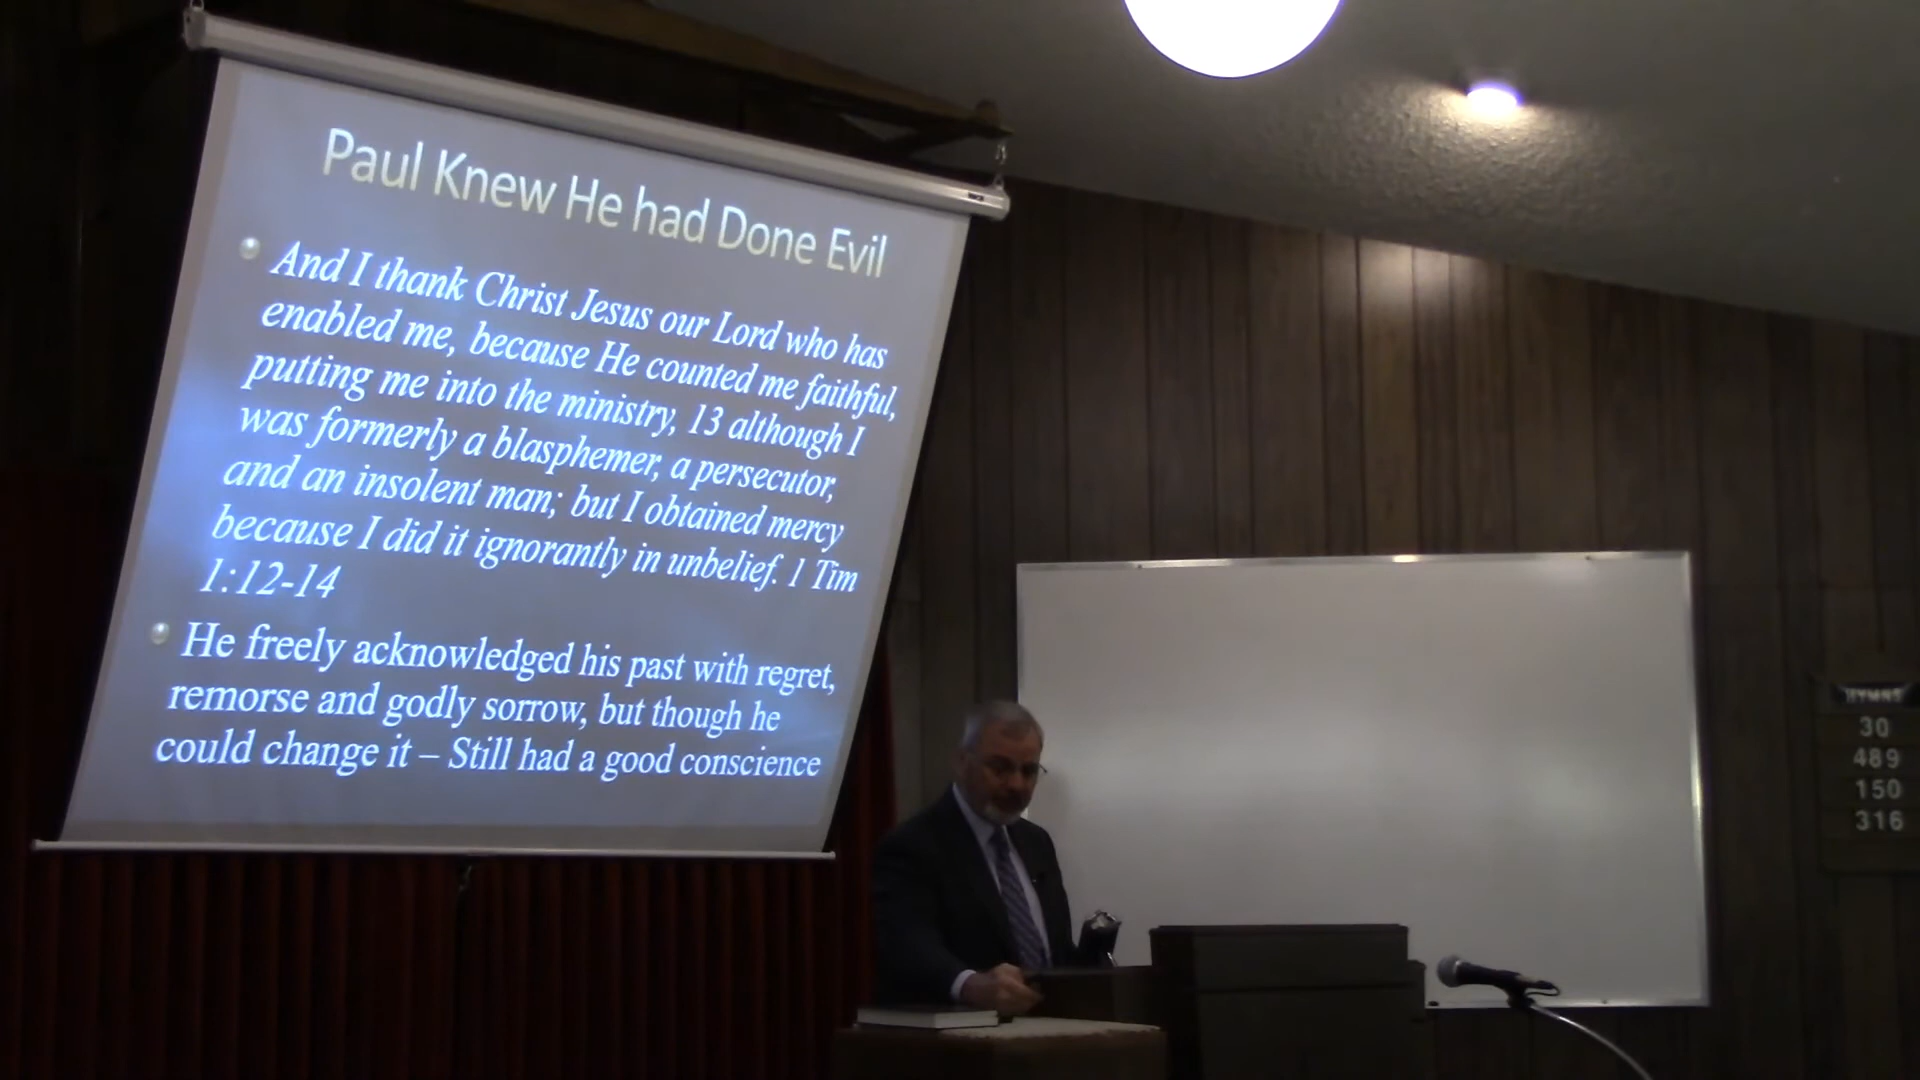 Paul Knew He had Done Evil
And I thank Christ Jesus our Lord who has
enabled me, because He counted me faithful,
putting me into the ministry, 13 although I
was formerly a blasphemer, a persecutor,
and an insolent man; but I obtained mercy
because I did it ignorantly in unbelief. 1 Tim
1:12-14
He freely acknowledged his past with regret,
remorse and godly sorrow, but though he
could change it – Still had a good conscience
HYMNS
30
489
150
316